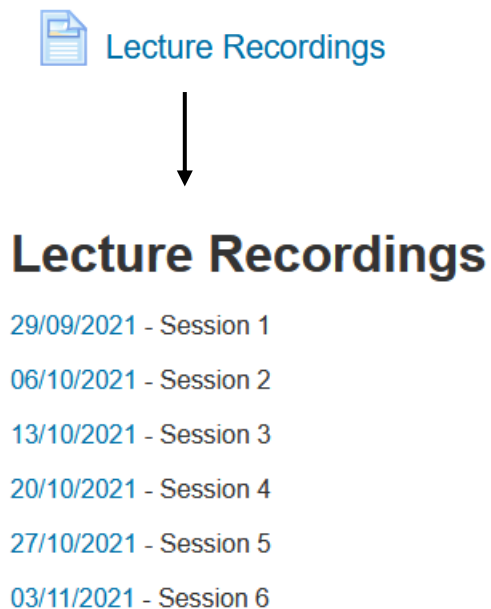 Lecture Recordings
Lecture Recordings
29/09/2021 - Session 1
06/10/2021 - Session 2
13/10/2021 - Session 3
20/10/2021 - Session 4
27/10/2021 - Session 5
03/11/2021 - Session 6